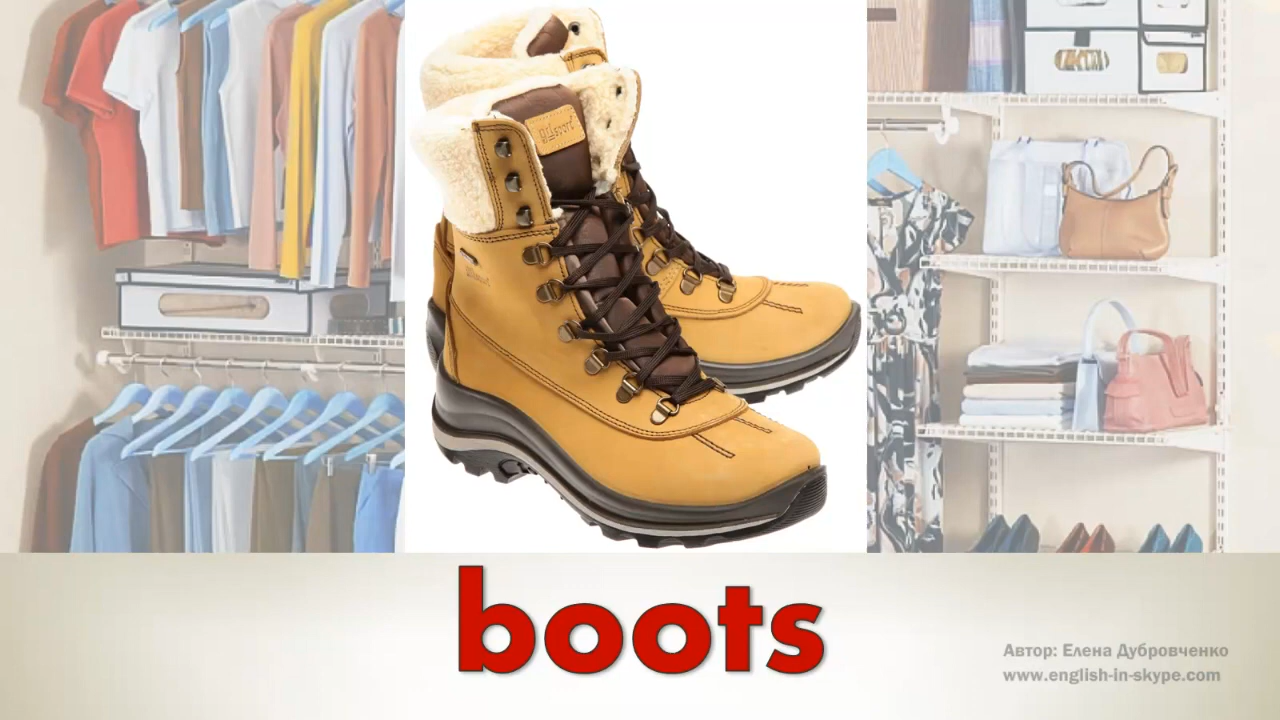 boots
Автор: Елена Дубровченко
www.english-in-skype.com